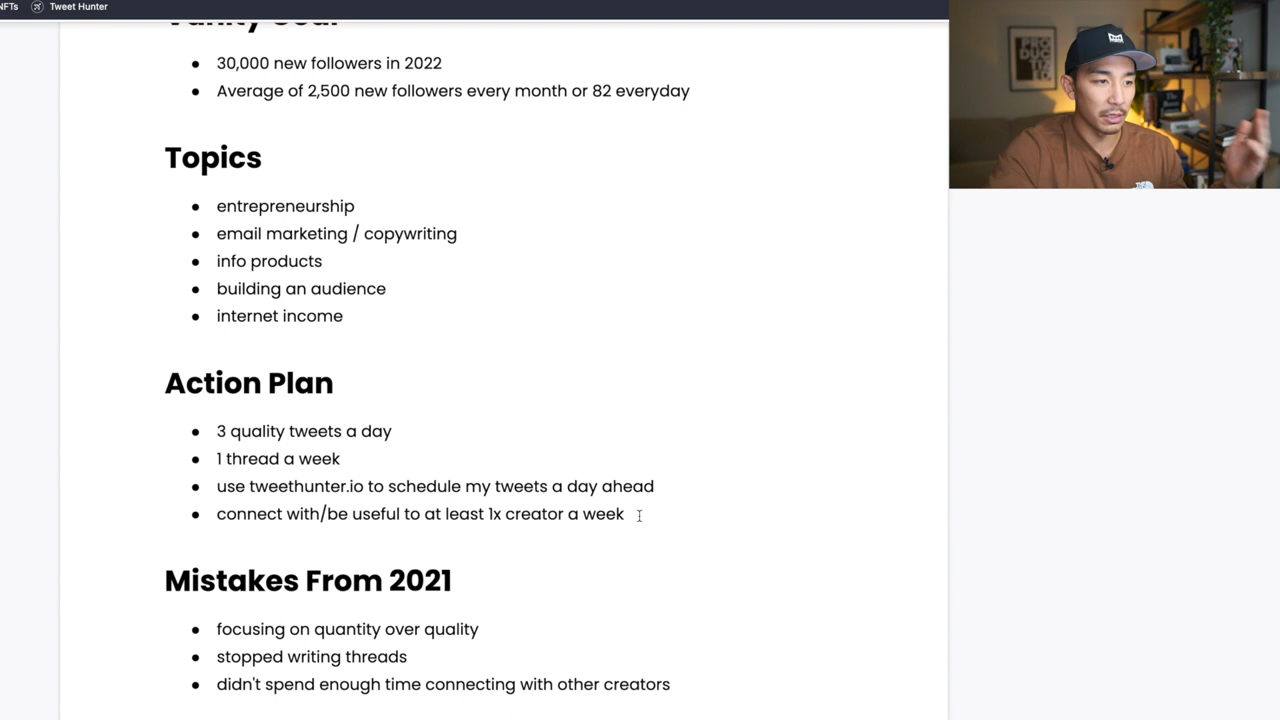 NFTs Tweet Hunter
Vanity Goal
30,000 new followers in 2022
Average of 2,500 new followers every month or 82 everyday
Topics
entrepreneurship
email marketing / copywriting
info products
building an audience
internet income
Action Plan
3 quality tweets a day
1 thread a week
use tweethunter.io to schedule my tweets a day ahead
connect with/be useful to at least 1x creator a week
Mistakes From 2021
focusing on quantity over quality
stopped writing threads
didn't spend enough time connecting with other creators